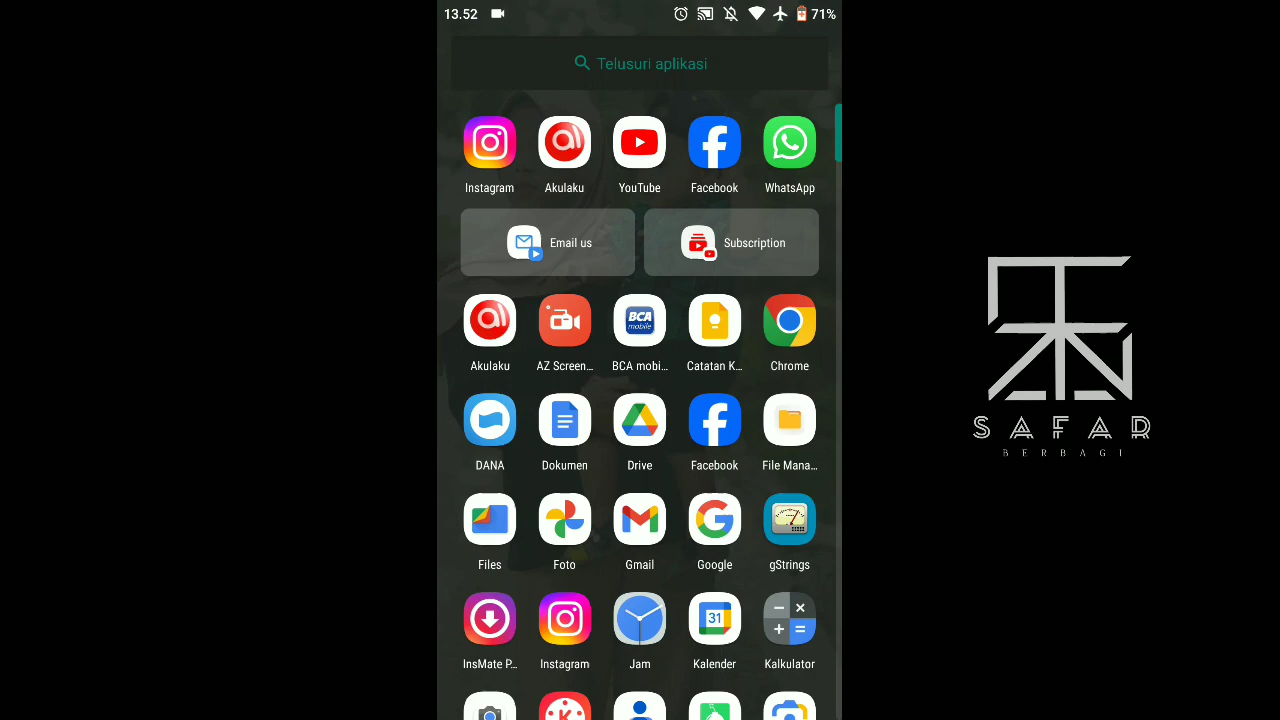 13.52
71%
Telusuri aplikasi
Instagram Akulaku YouTube Facebook WhatsApp
Email us Subscription
BCA mobile
Akulaku AZ Screen... BCA mobi... Catatan K... Chrome
DANA Dokumen Drive Facebook File Mana...
Files Foto Gmail Google gStrings
31
InsMate P... Instagram Jam Kalender Kalkulator
SAFAR
BERBAGI